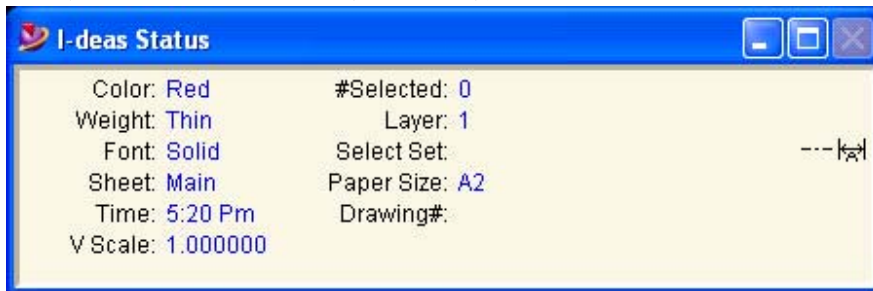 I-deas Status
Color: Red #Selected: 0
Weight: Thin Layer: 1
Font: Solid Select Set:
Sheet: Main Paper Size: A2
Time: 5:20 Pm Drawing#:
V Scale: 1.000000
A